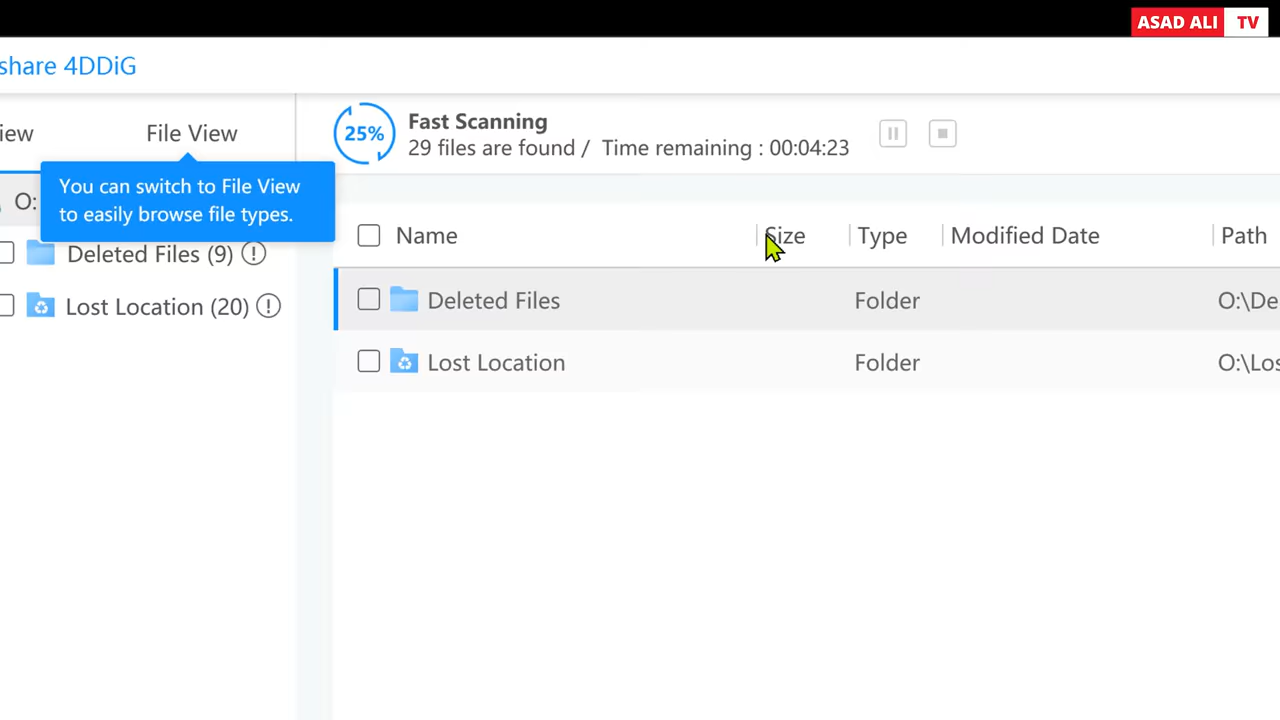 ASAD ALI TV
share 4DDiG
iew
File View
You can switch to File View
to easily browse file types.
O:
Deleted Files (9)
Lost Location (20)
25%
Fast Scanning
29 files are found / Time remaining : 00:04:23
Name Size Type Modified Date Path
Deleted Files Folder O:\De
Lost Location Folder O:\Los